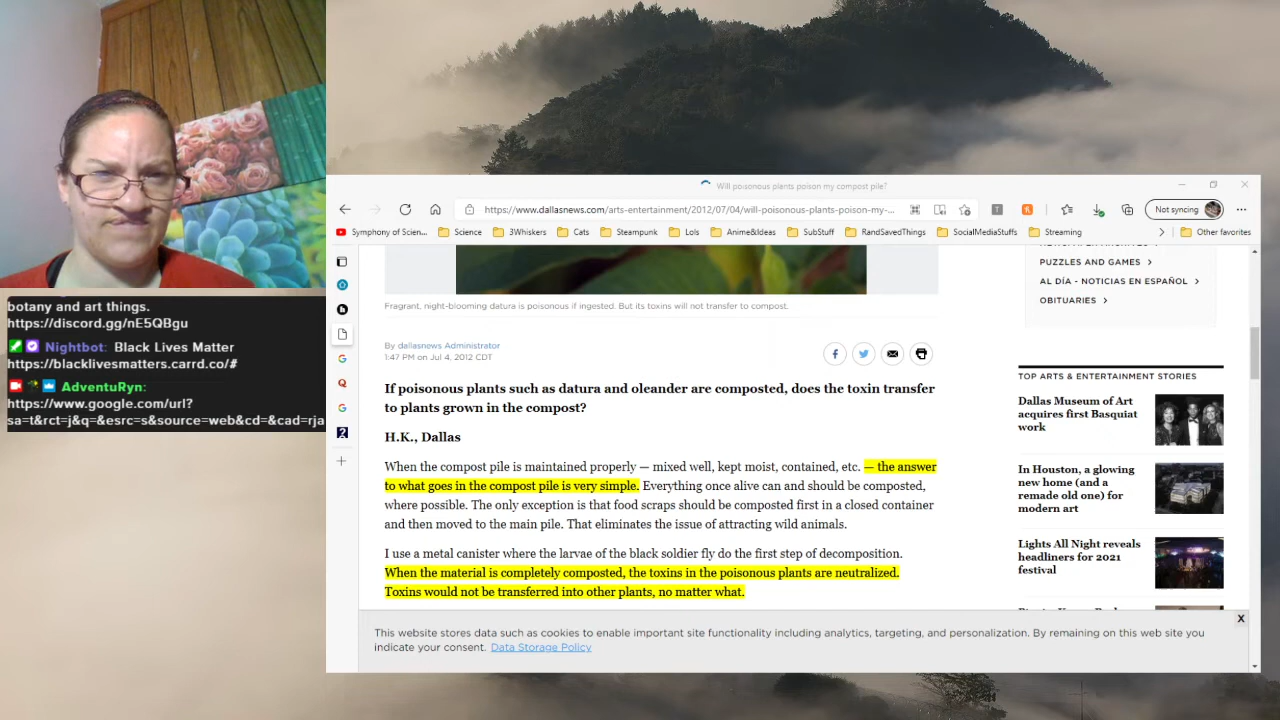 botany and art things.
https://discord.gg/nE5QBgu
Nightbot: Black Lives Matter
https://blacklivesmatters.carrd.co/#
AdventuRyn:
https://www.google.com/url?
sa=t&rct=j&q=&esrc=s&source=web&cd=&cad=rja
Will poisonous plants poison my compost pile?
https://www.dallasnews.com/arts-entertainment/2012/07/04/will-poisonous-plants-poison-my-...
Not syncing
Symphony of Scien...
Science
3Whiskers
Cats
Steampunk
Lols
Anime&Ideas
SubStuff
RandSavedThings
SocialMediaStuffs
Streaming
Other favorites
PUZZLES AND GAMES
AL DÍA - NOTICIAS EN ESPAÑOL
OBITUARIES
Fragrant, night-blooming datura is poisonous if ingested. But its toxins will not transfer to compost.
By dallasnews Administrator
1:47 PM on Jul 4, 2012 CDT
If poisonous plants such as datura and oleander are composted, does the toxin transfer
to plants grown in the compost?
H.K., Dallas
When the compost pile is maintained properly — mixed well, kept moist, contained, etc. — the answer
to what goes in the compost pile is very simple. Everything once alive can and should be composted,
where possible. The only exception is that food scraps should be composted first in a closed container
and then moved to the main pile. That eliminates the issue of attracting wild animals.
I use a metal canister where the larvae of the black soldier fly do the first step of decomposition.
When the material is completely composted, the toxins in the poisonous plants are neutralized.
Toxins would not be transferred into other plants, no matter what.
TOP ARTS & ENTERTAINMENT STORIES
Dallas Museum of Art
acquires first Basquiat
work
In Houston, a glowing
new home (and a
remade old one) for
modern art
Lights All Night reveals
headliners for 2021
festival
This website stores data such as cookies to enable important site functionality including analytics, targeting, and personalization. By remaining on this web site you
indicate your consent. Data Storage Policy
X